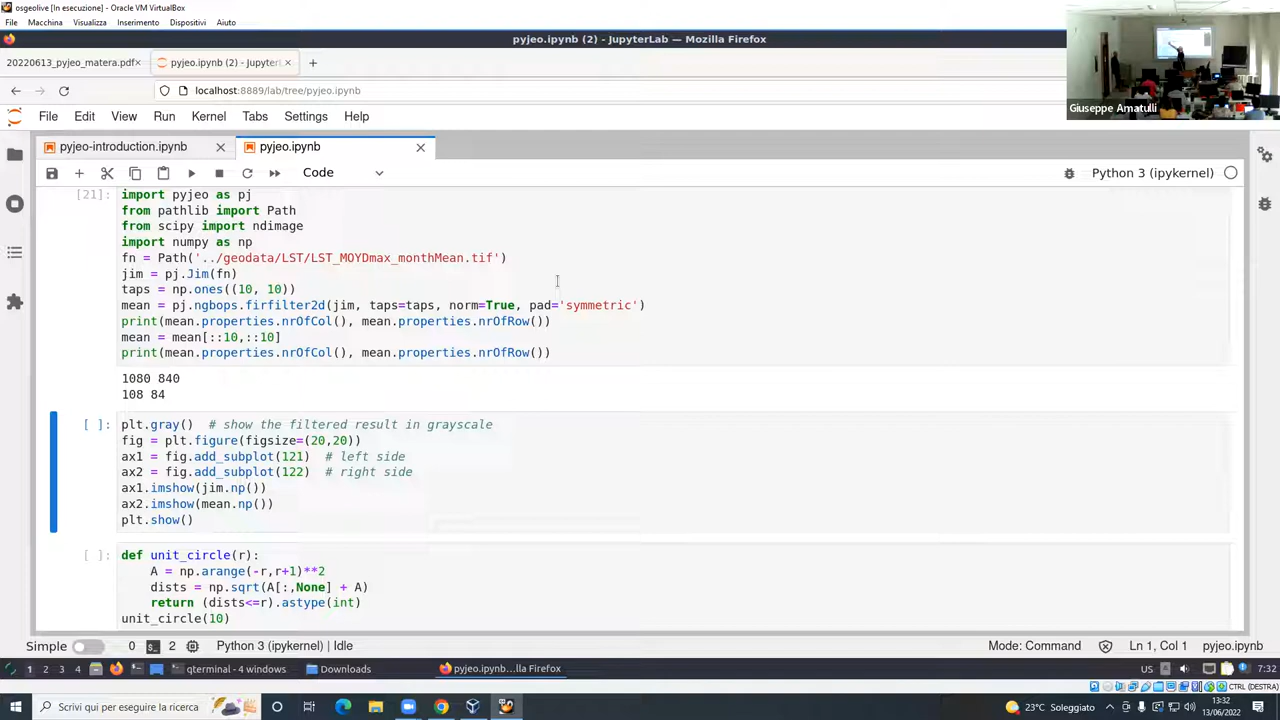 osgeolive [In esecuzione] - Oracle VM VirtualBox
File Macchina Visualizza Inserimento Dispositivi Aiuto
pyjeo.ipynb (2) - JupyterLab — Mozilla Firefox
20220613_pyjeo_matera.pdf ×
pyjeo.ipynb (2) - JupyterL ×
localhost:8889/lab/tree/pyjeo.ipynb
Giuseppe Amatulli
File Edit View Run Kernel Tabs Settings Help
pyjeo-introduction.ipynb
pyjeo.ipynb
Code
Python 3 (ipykernel)
[21]:
import pyjeo as pj
from pathlib import Path
from scipy import ndimage
import numpy as np
fn = Path('../geodata/LST/LST_MOYDmax_monthMean.tif')
jim = pj.Jim(fn)
taps = np.ones((10, 10))
mean = pj.ngbops.firfilter2d(jim, taps=taps, norm=True, pad='symmetric')
print(mean.properties.nrOfCol(), mean.properties.nrOfRow())
mean = mean[::10,::10]
print(mean.properties.nrOfCol(), mean.properties.nrOfRow())
1080 840
108 84
[ ]:
plt.gray()  # show the filtered result in grayscale
fig = plt.figure(figsize=(20,20))
ax1 = fig.add_subplot(121)  # left side
ax2 = fig.add_subplot(122)  # right side
ax1.imshow(jim.np())
ax2.imshow(mean.np())
plt.show()
[ ]:
def unit_circle(r):
    A = np.arange(-r,r+1)**2
    dists = np.sqrt(A[:,None] + A)
    return (dists<=r).astype(int)
unit_circle(10)
Simple 0 2 Python 3 (ipykernel) | Idle
Mode: Command Ln 1, Col 1 pyjeo.ipynb
1 2 3 4 qterminal - 4 windows Downloads pyjeo.ipynb...lla Firefox US 7:32
CTRL (DESTRA)
Scrivi qui per eseguire la ricerca
23°C Soleggiato
13:32
13/06/2022